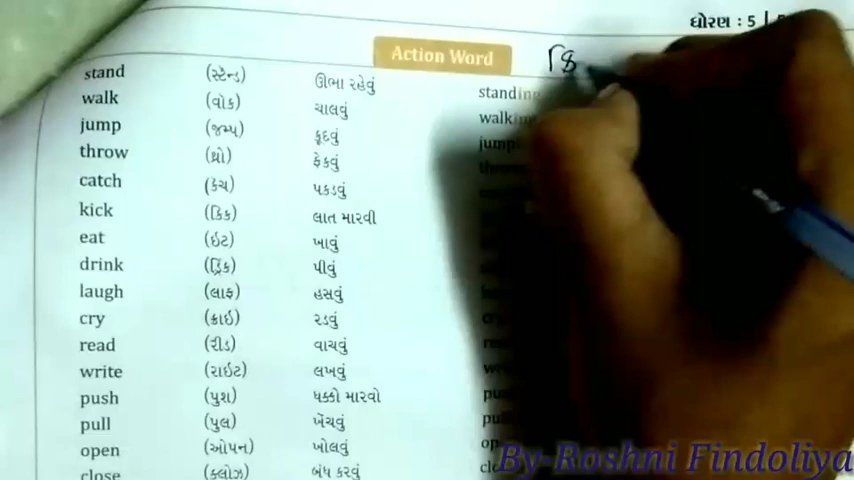 ધોરણ : 5
Action Word
stand (સ્ટેન્ડ) ઊભા રહેવું standing
walk (વોક) ચાલવું
jump (જમ્પ) કૂદવું
throw (થ્રો) ફેંકવું
catch (કેચ) પકડવું
kick (કિક) લાત મારવી
eat (ઇટ) ખાવું
drink (ડ્રિંક) પીવું
laugh (લાફ) હસવું
cry (ક્રાઇ) રડવું
read (રીડ) વાચવું
write (રાઇટ) લખવું
push (પુશ) ધક્કો મારવો
pull (પુલ) ખેંચવું
open (ઓપન) ખોલવું
close (ક્લોઝ) બંધ કરવું
By-Roshni Findoliya